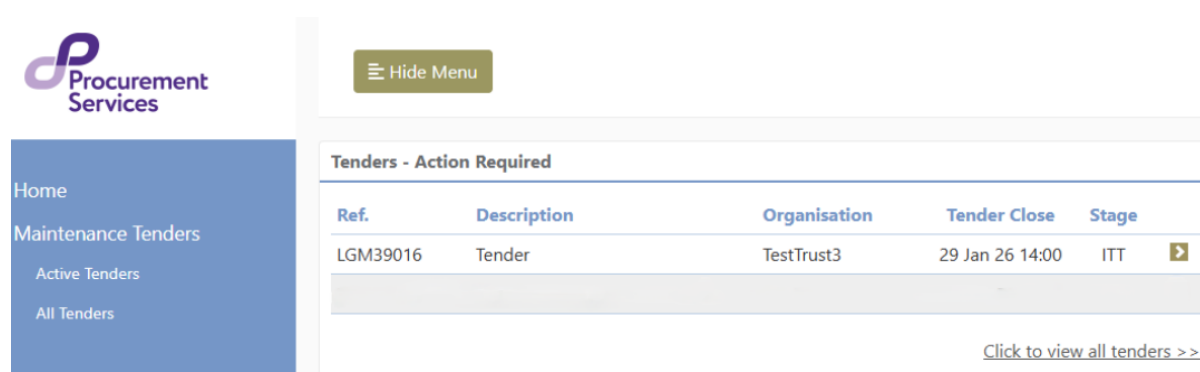 Procurement
Services
Hide Menu
Home
Maintenance Tenders
Active Tenders
All Tenders
Tenders - Action Required
Ref. Description Organisation Tender Close Stage
LGM39016 Tender TestTrust3 29 Jan 26 14:00 ITT
Click to view all tenders >>